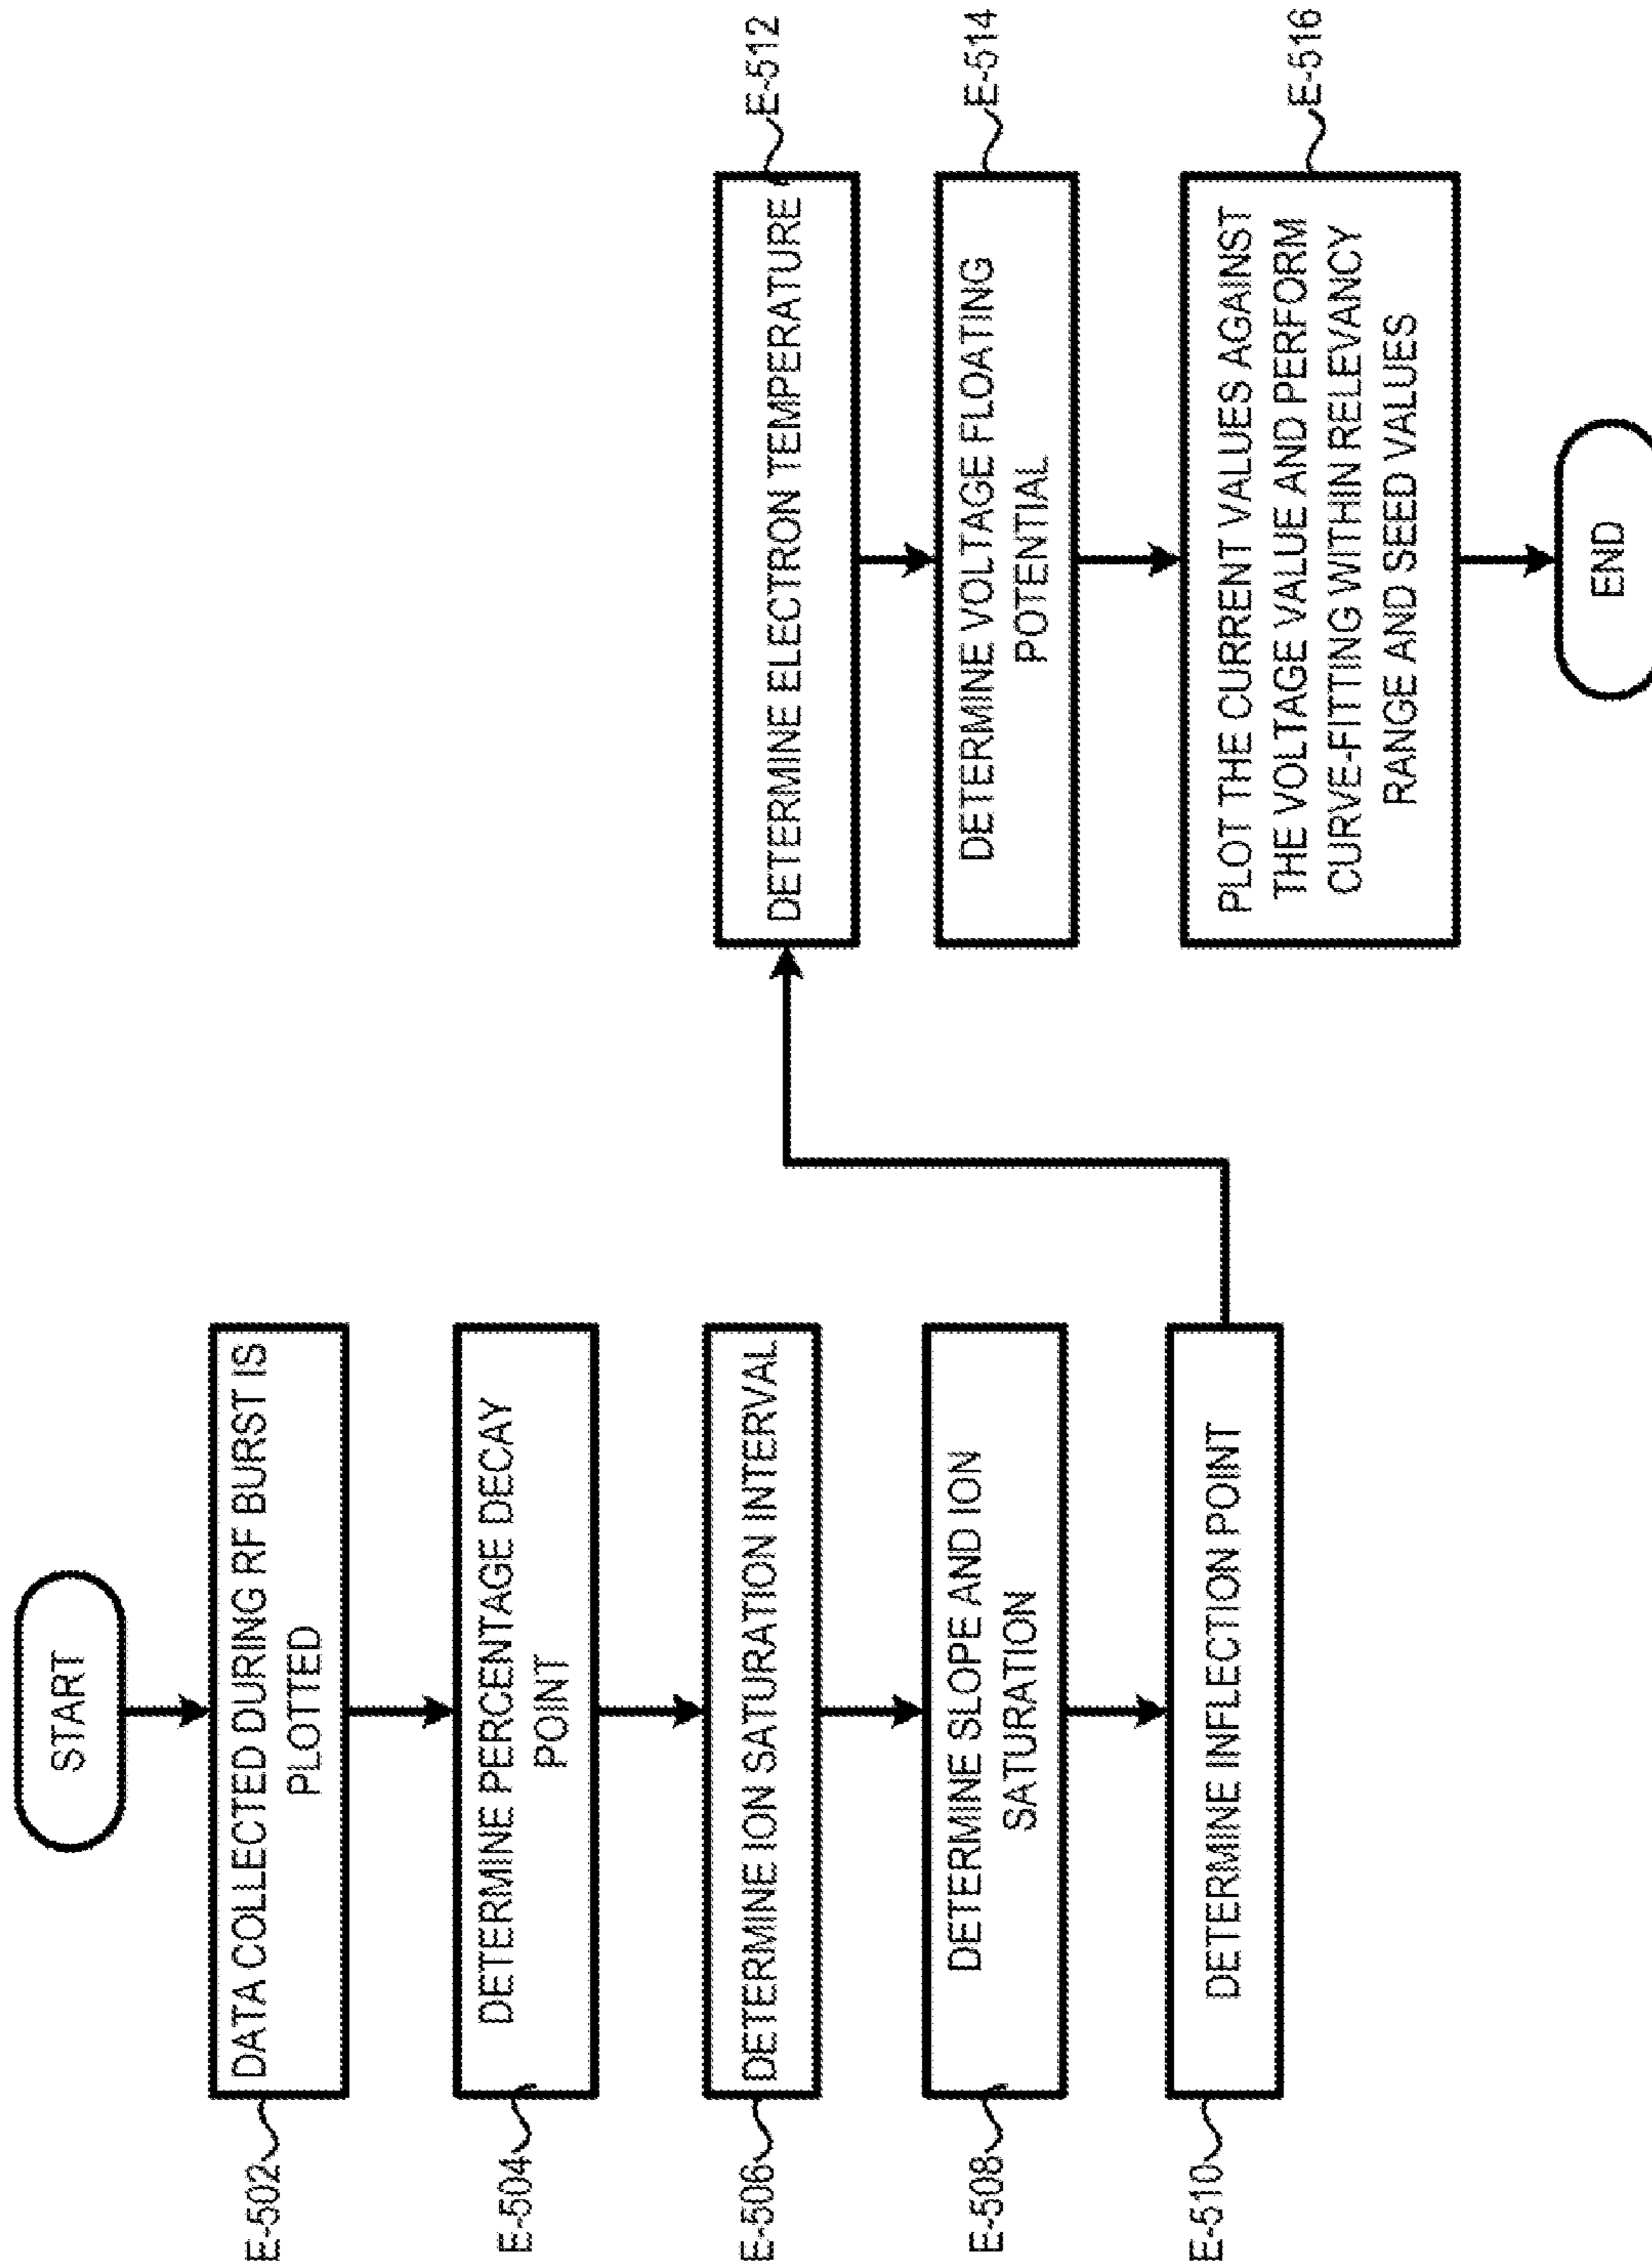 START
E-502
DATA COLLECTED DURING RF BURST IS
PLOTTED
E-504
DETERMINE PERCENTAGE DECAY
POINT
E-506
DETERMINE ION SATURATION INTERVAL
E-508
DETERMINE SLOPE AND ION
SATURATION
E-510
DETERMINE INFLECTION POINT
E-512
DETERMINE ELECTRON TEMPERATURE
E-514
DETERMINE VOLTAGE FLOATING
POTENTIAL
E-516
PLOT THE CURRENT VALUES AGAINST
THE VOLTAGE VALUE AND PERFORM
CURVE-FITTING WITHIN RELEVANCY
RANGE AND SEED VALUES
END